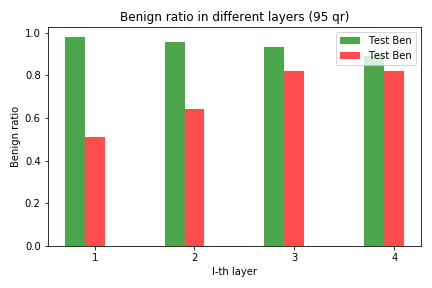 Benign ratio in different layers (95 qr)
Test Ben
Test Ben
1.0
0.8
0.6
0.4
0.2
0.0
Benign ratio
1 2 3 4
l-th layer